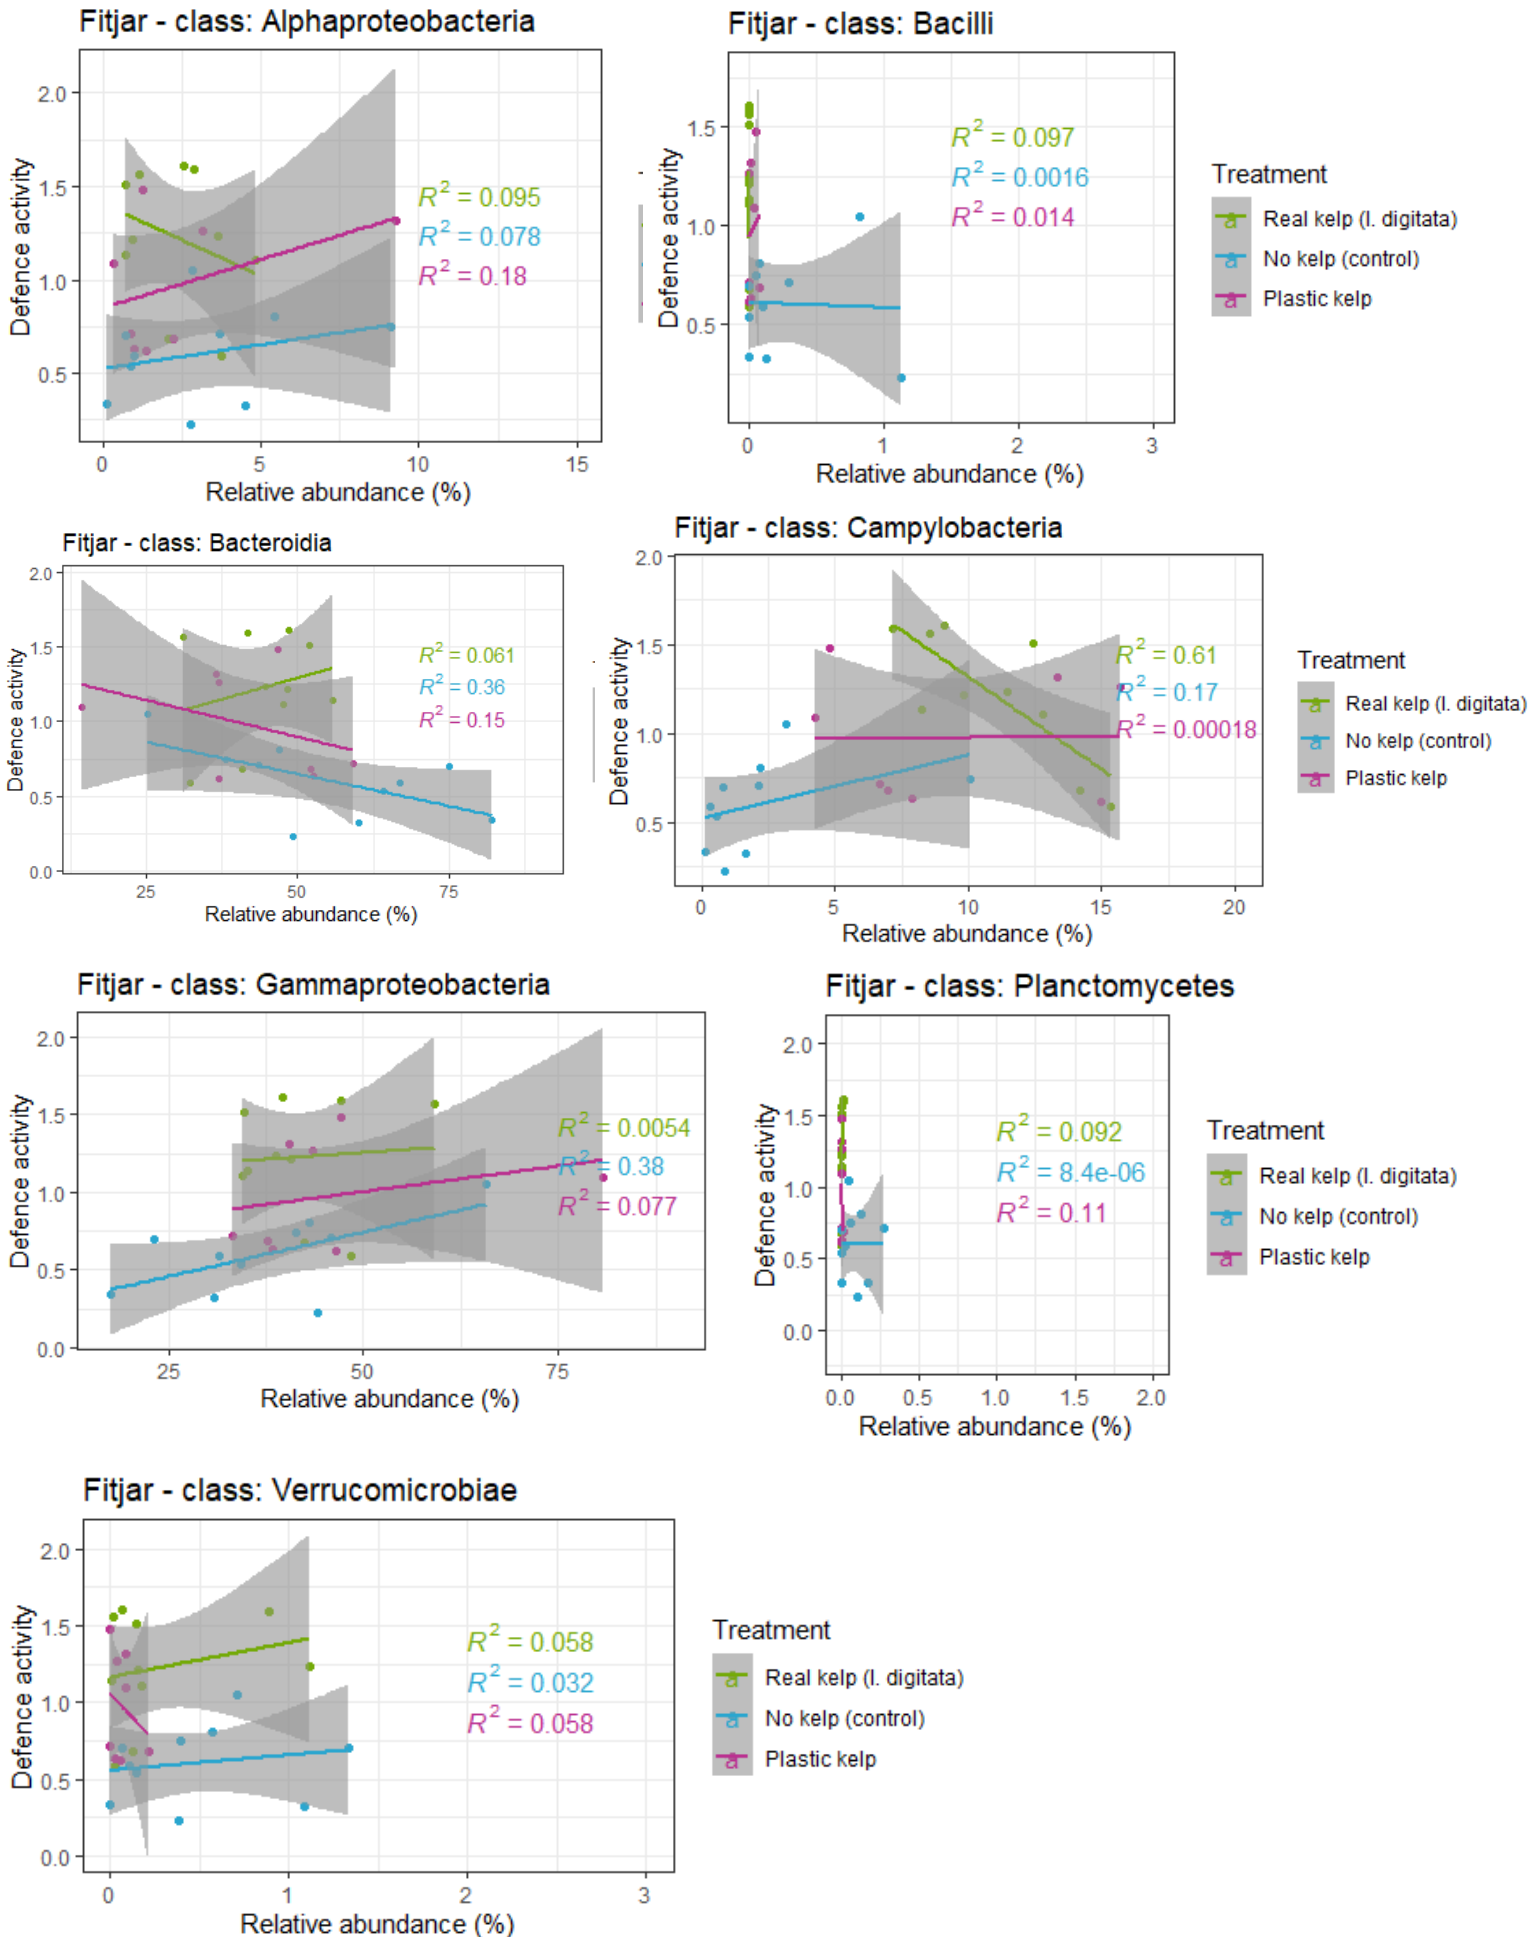 Fitjar - class: Alphaproteobacteria
Defence activity
2.0
1.5
1.0
0.5
R² = 0.095
R² = 0.078
R² = 0.18
0 5 10 15
Relative abundance (%)
Fitjar - class: Bacilli
Defence activity
1.5
1.0
0.5
R² = 0.097
R² = 0.0016
R² = 0.014
0 1 2 3
Relative abundance (%)
Treatment
a Real kelp (l. digitata)
a No kelp (control)
a Plastic kelp
Fitjar - class: Bacteroidia
Defence activity
2.0
1.5
1.0
0.5
0.0
R² = 0.061
R² = 0.36
R² = 0.15
25 50 75
Relative abundance (%)
Fitjar - class: Campylobacteria
Defence activity
2.0
1.5
1.0
0.5
R² = 0.61
R² = 0.17
R² = 0.00018
0 5 10 15 20
Relative abundance (%)
Treatment
a Real kelp (l. digitata)
a No kelp (control)
a Plastic kelp
Fitjar - class: Gammaproteobacteria
Defence activity
2.0
1.5
1.0
0.5
0.0
R² = 0.0054
R² = 0.38
R² = 0.077
25 50 75
Relative abundance (%)
Fitjar - class: Planctomycetes
Defence activity
2.0
1.5
1.0
0.5
0.0
R² = 0.092
R² = 8.4e-06
R² = 0.11
0.0 0.5 1.0 1.5 2.0
Relative abundance (%)
Treatment
a Real kelp (l. digitata)
a No kelp (control)
a Plastic kelp
Fitjar - class: Verrucomicrobiae
Defence activity
2.0
1.5
1.0
0.5
0.0
R² = 0.058
R² = 0.032
R² = 0.058
0 1 2 3
Relative abundance (%)
Treatment
a Real kelp (l. digitata)
a No kelp (control)
a Plastic kelp